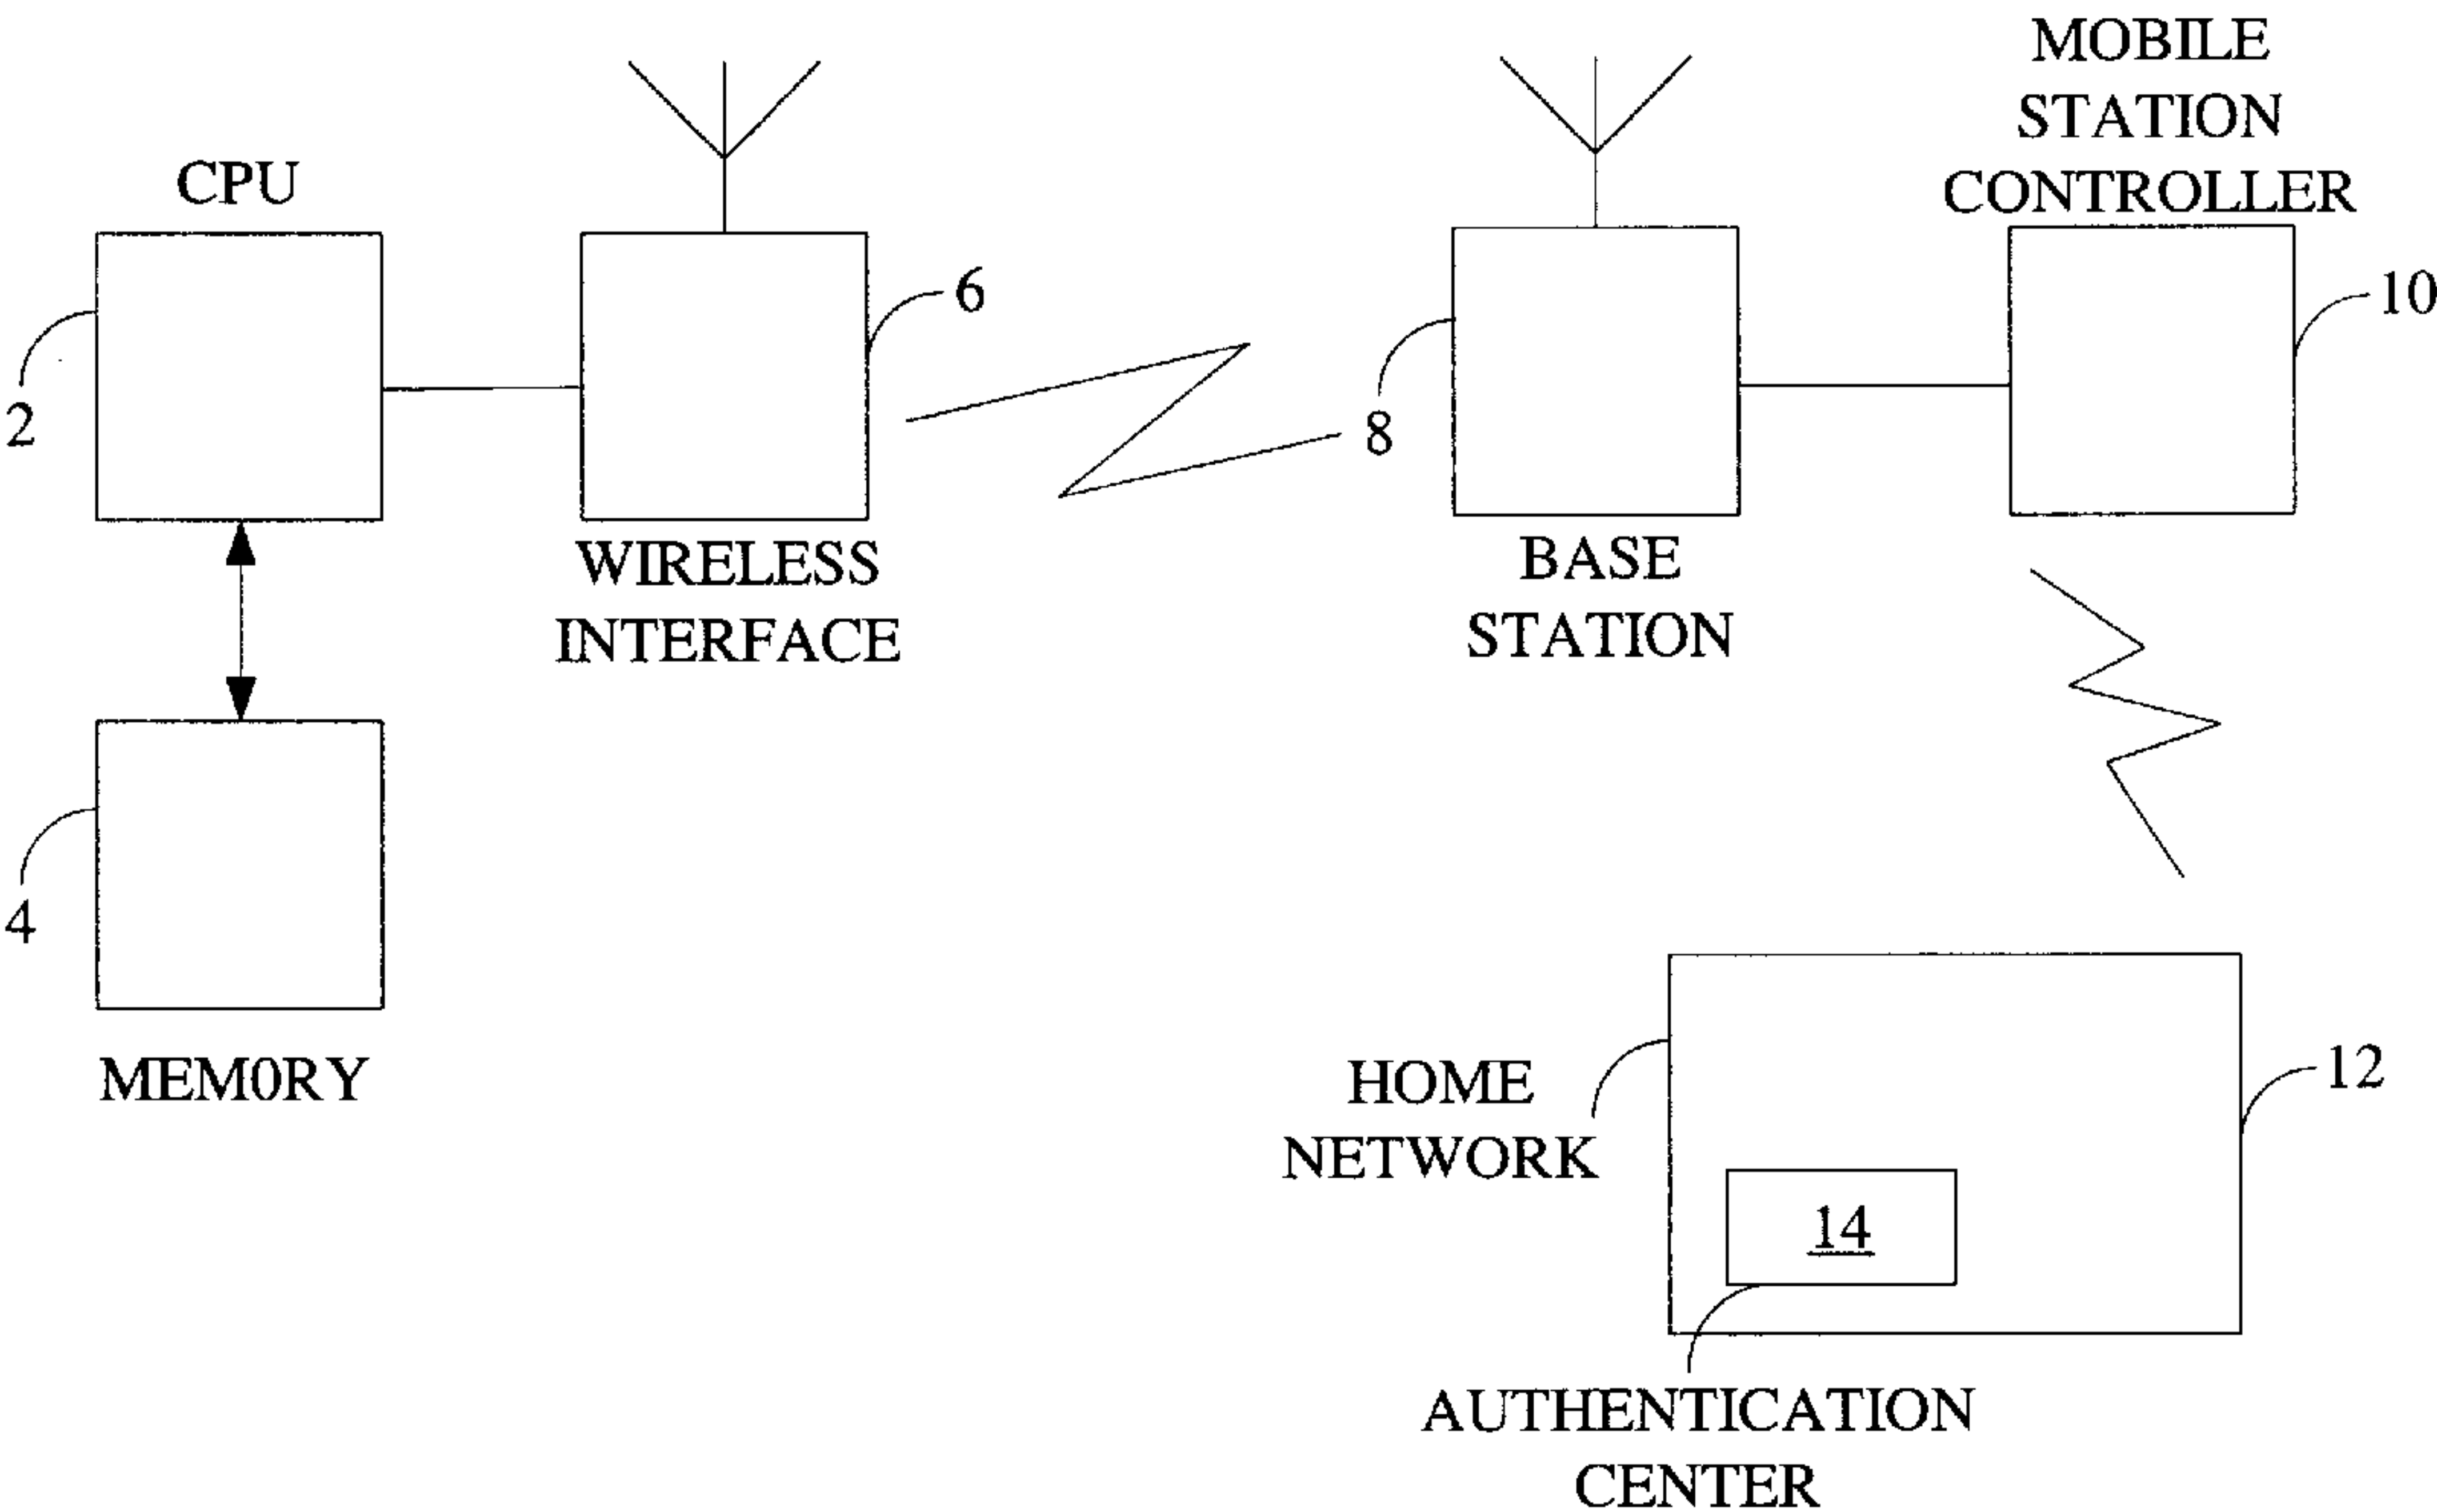 MOBILE
STATION
CONTROLLER
CPU
6
10
2
8
WIRELESS
INTERFACE
BASE
STATION
4
MEM0RY
HOME
NETWORK
12
14
AUTHENTICATION
CENTER